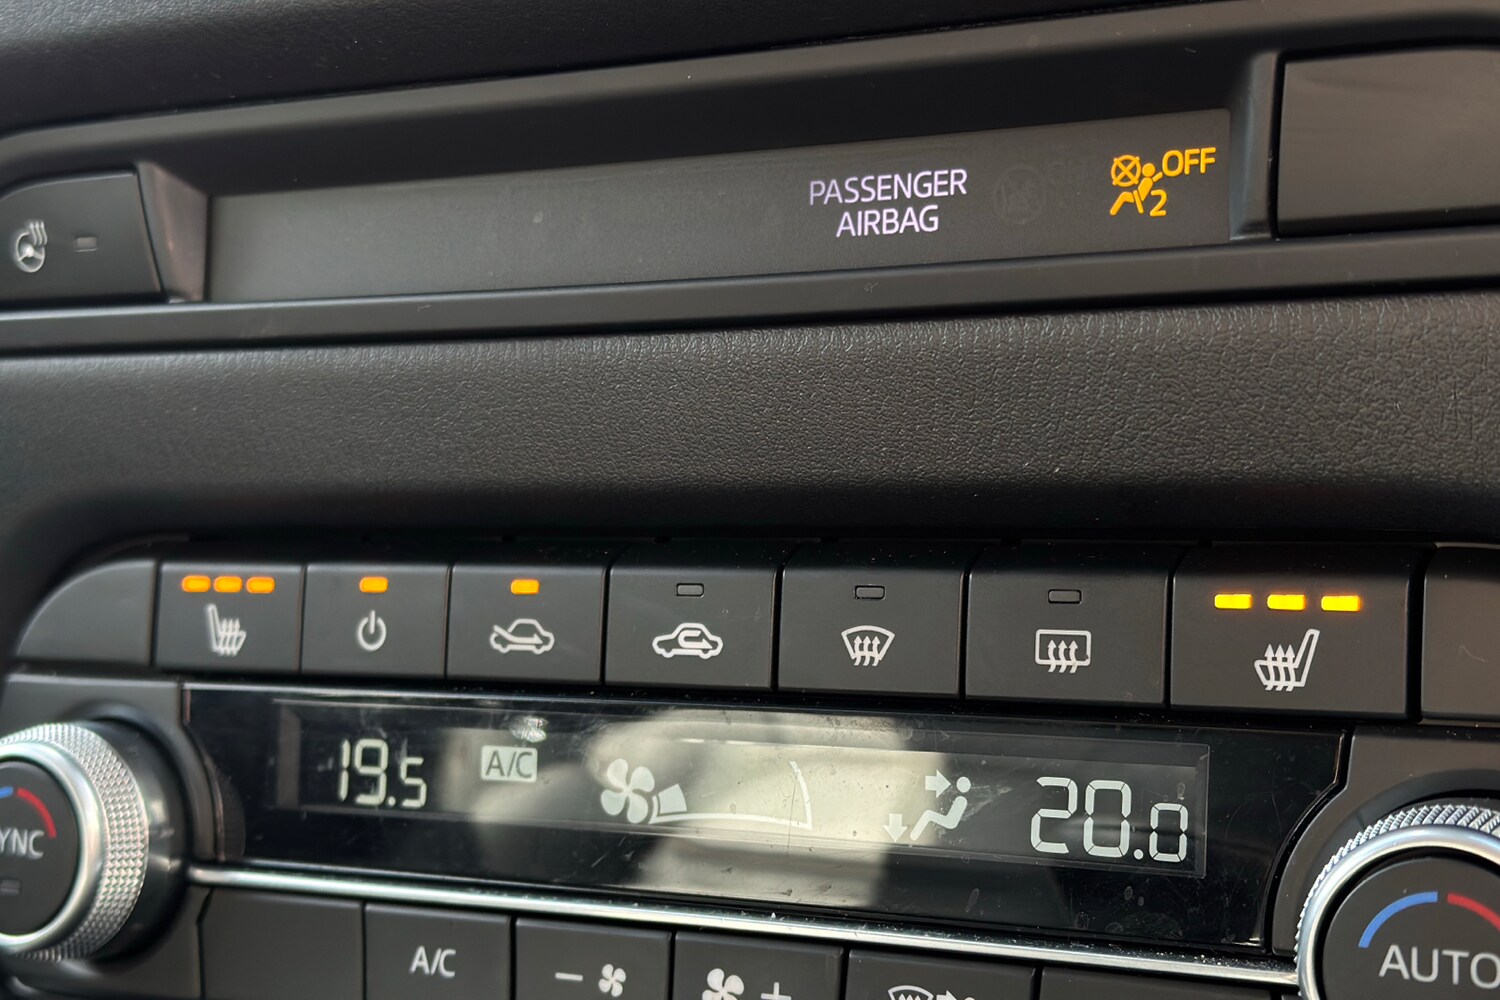 PASSENGER
AIRBAG
OFF
2
19.5
A/C
20.0
YNC
AUTO
A/C
−
+